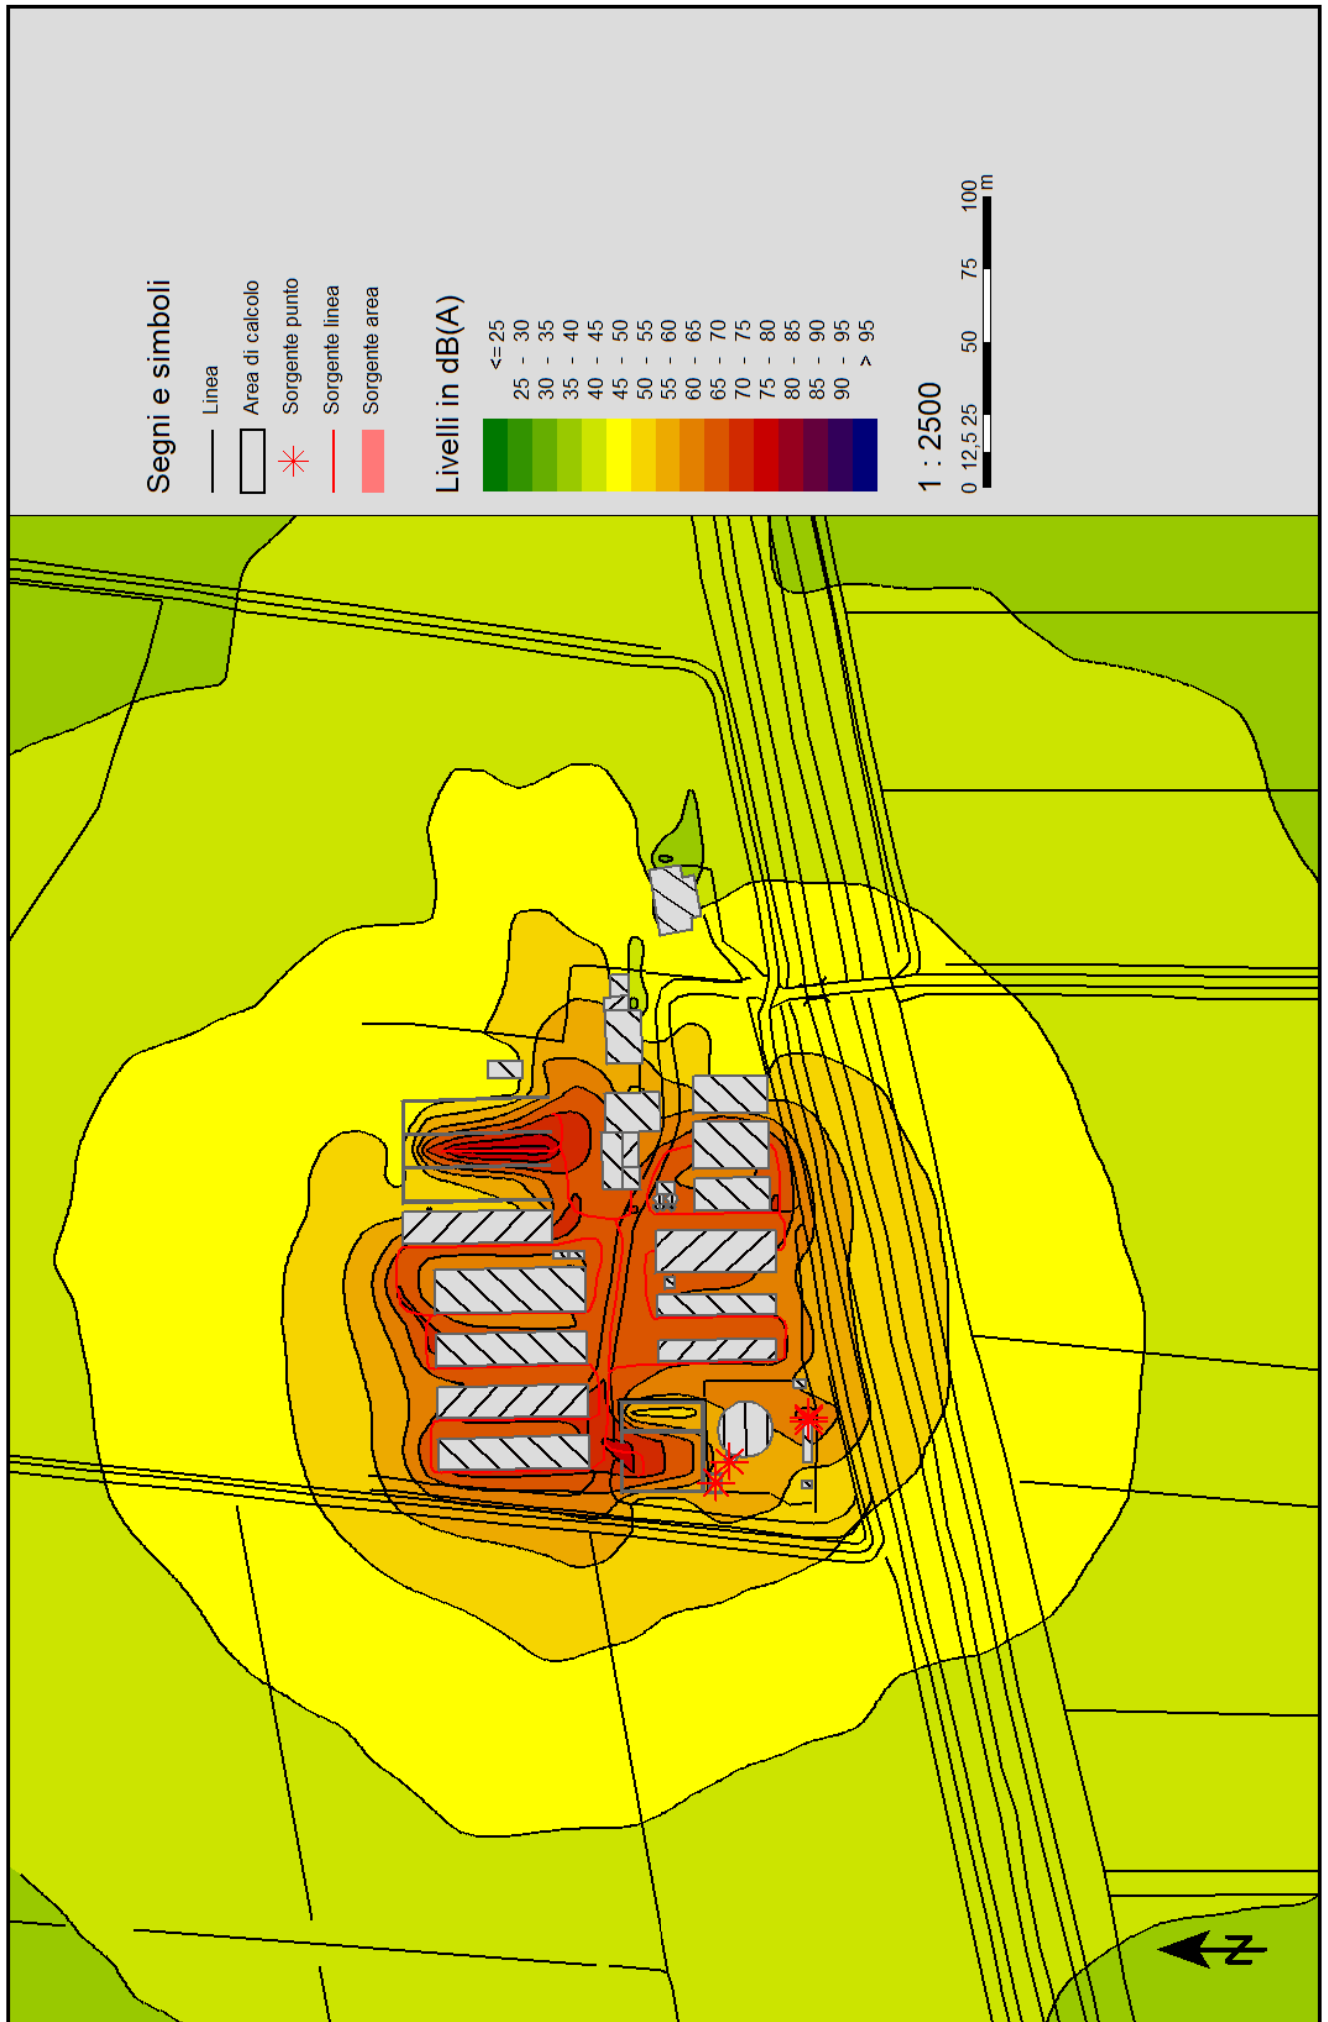 Segni e simboli
Linea
Area di calcolo
Sorgente punto
Sorgente linea
Sorgente area
Livelli in dB(A)
<=25
25 - 30
30 - 35
35 - 40
40 - 45
45 - 50
50 - 55
55 - 60
60 - 65
65 - 70
70 - 75
75 - 80
80 - 85
85 - 90
90 - 95
> 95
1 : 2500
0 12,5 25 50 75 100
m
N